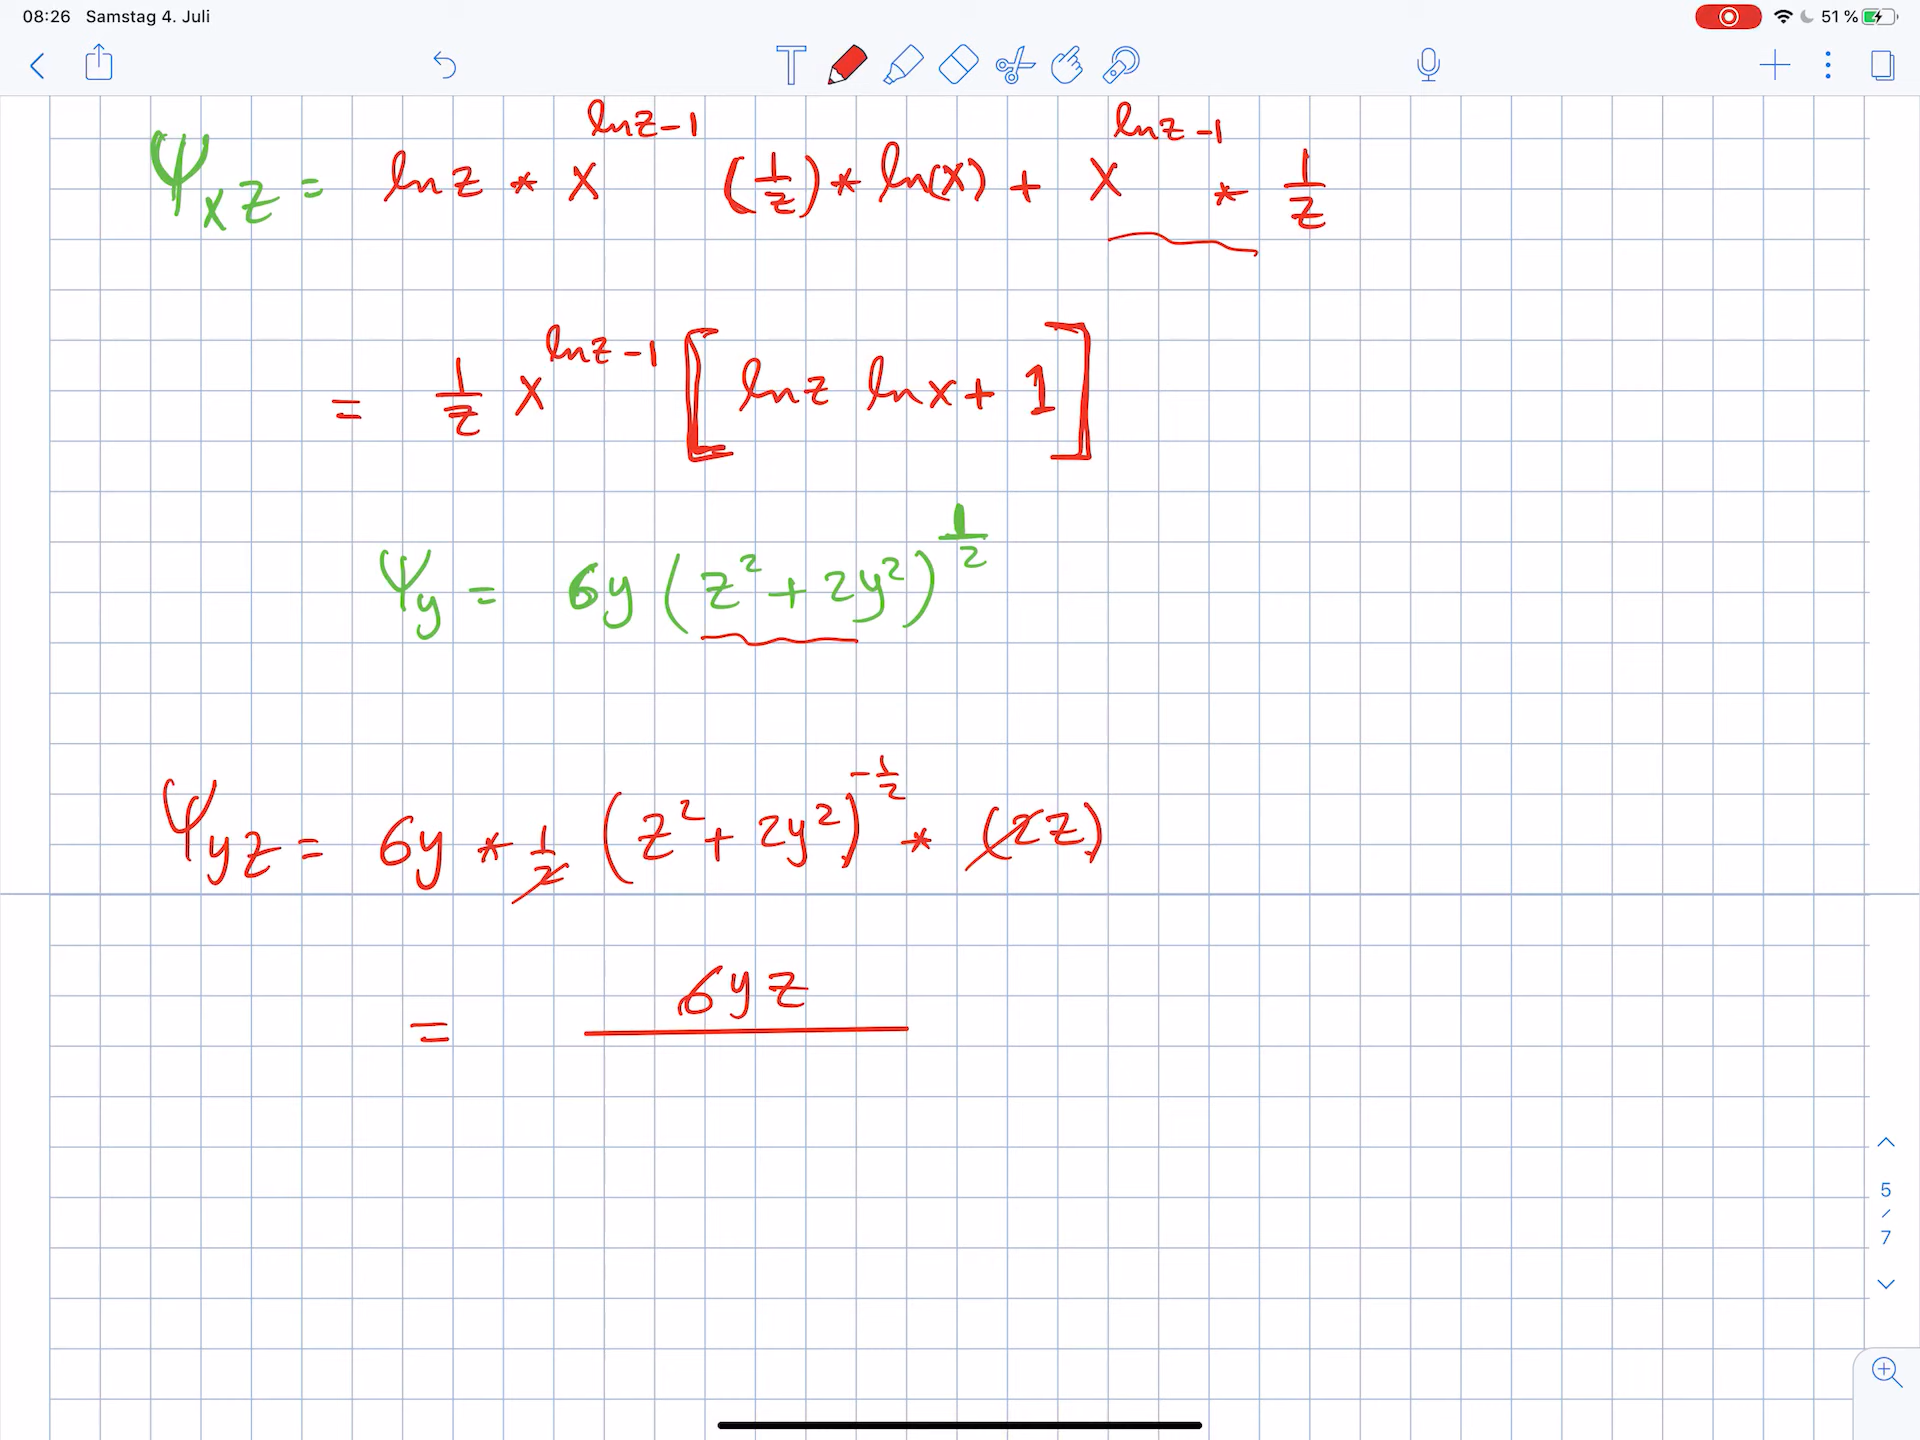 08:26 Samstag 4. Juli 51 %
T
Ψxz = ln z * x^(ln z - 1) (1/z) * ln(x) + x^(ln z - 1) * 1/z
= 1/z x^(ln z - 1) [ln z ln x + 1]
Ψy = 6y (z² + 2y²)^(1/2)
Ψyz = 6y * 1/2 (z² + 2y²)^(-1/2) * (2z)
= 6yz
5
/
7